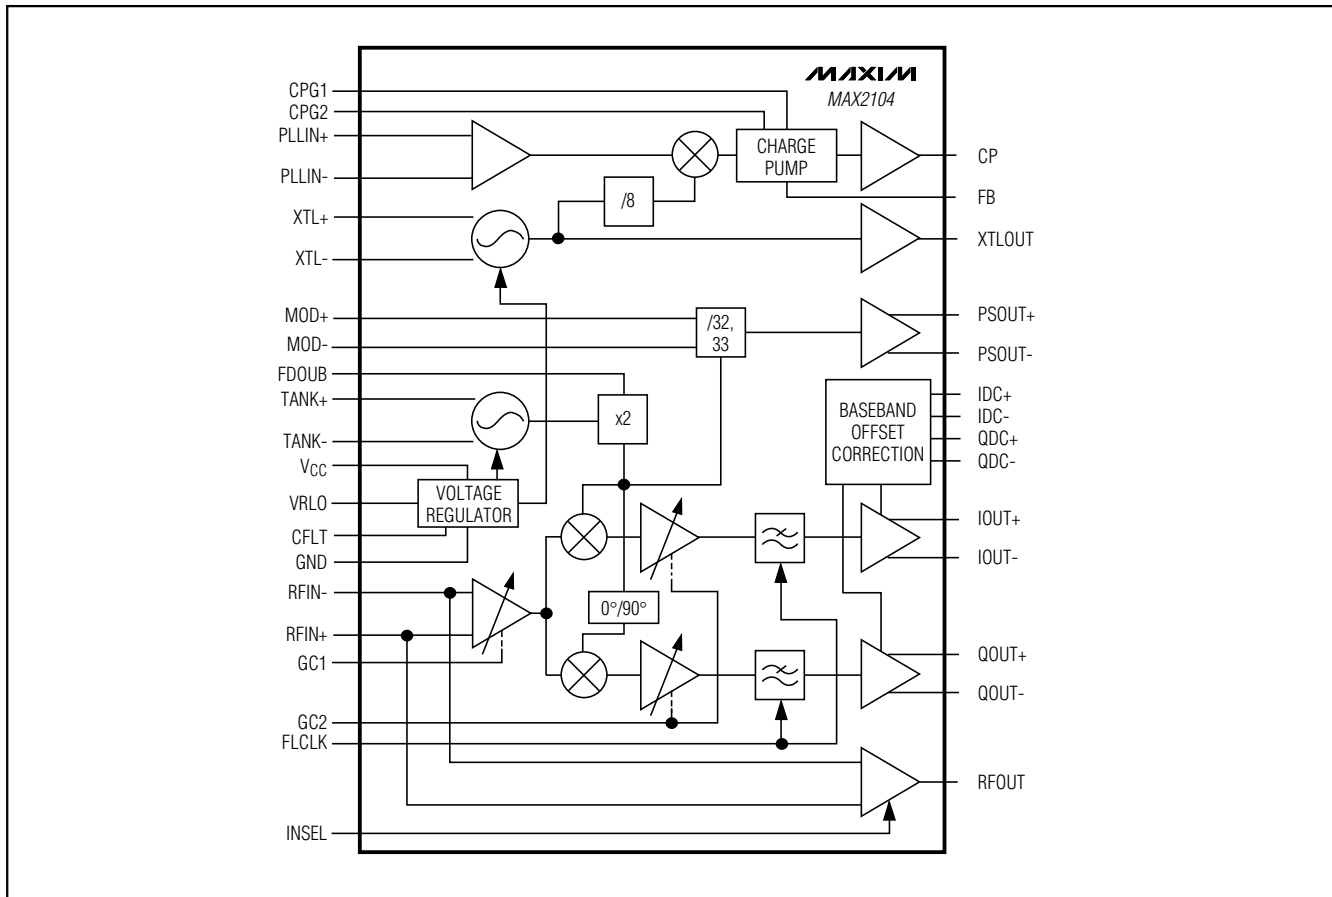 MAXIM
MAX2104
CPG1
CPG2
PLLIN+
PLLIN-
XTL+
XTL-
MOD+
MOD-
FDOUB
TANK+
TANK-
VCC
VRLO
CFLT
GND
RFIN-
RFIN+
GC1
GC2
FLCLK
INSEL
CHARGE
PUMP
/8
/32,
33
x2
VOLTAGE
REGULATOR
0°/90°
BASEBAND
OFFSET
CORRECTION
CP
FB
XTLOUT
PSOUT+
PSOUT-
IDC+
IDC-
QDC+
QDC-
IOUT+
IOUT-
QOUT+
QOUT-
RFOUT